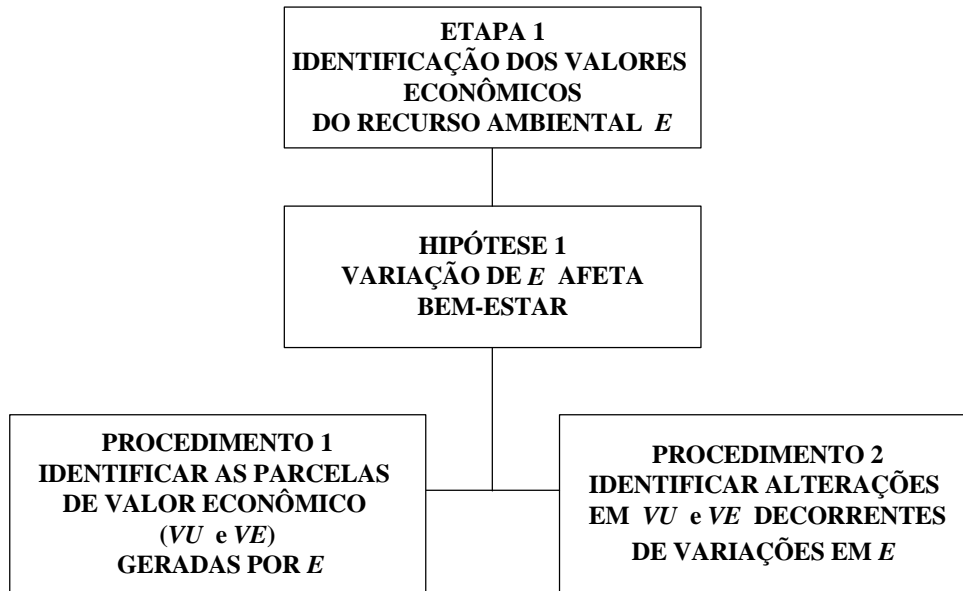 ETAPA 1
IDENTIFICAÇÃO DOS VALORES
ECONÔMICOS
DO RECURSO AMBIENTAL E
HIPÓTESE 1
VARIAÇÃO DE E AFETA
BEM-ESTAR
PROCEDIMENTO 1
IDENTIFICAR AS PARCELAS
DE VALOR ECONÔMICO
(VU e VE)
GERADAS POR E
PROCEDIMENTO 2
IDENTIFICAR ALTERAÇÕES
EM VU e VE DECORRENTES
DE VARIAÇÕES EM E